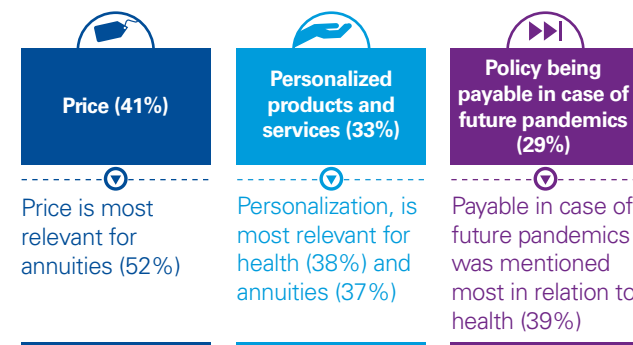 Price (41%)
Price is most
relevant for
annuities (52%)
Personalized
products and
services (33%)
Personalization, is
most relevant for
health (38%) and
annuities (37%)
Policy being
payable in case of
future pandemics
(29%)
Payable in case of
future pandemics
was mentioned
most in relation to
health (39%)